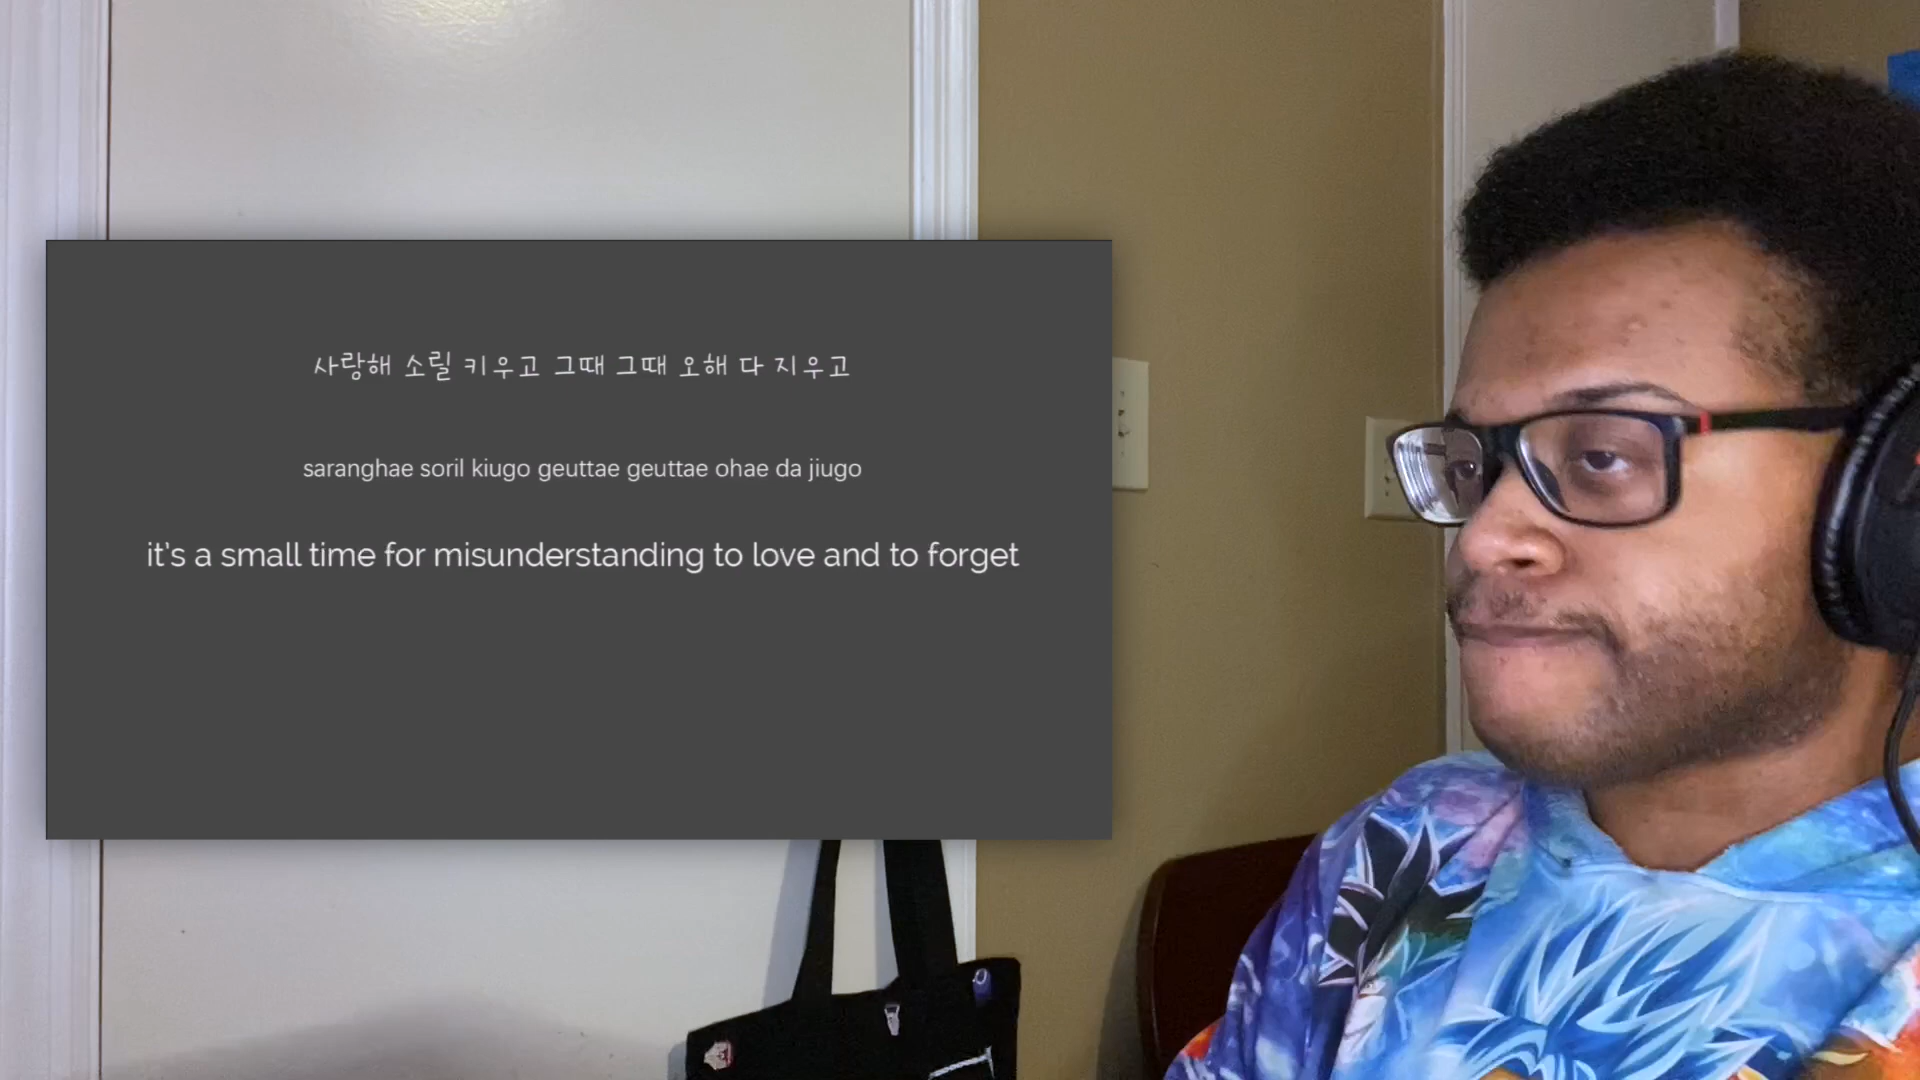 사랑해 소릴 키우고 그때 그때 오해 다 지우고
saranghae soril kiugo geuttae geuttae ohae da jiugo
it's a small time for misunderstanding to love and to forget